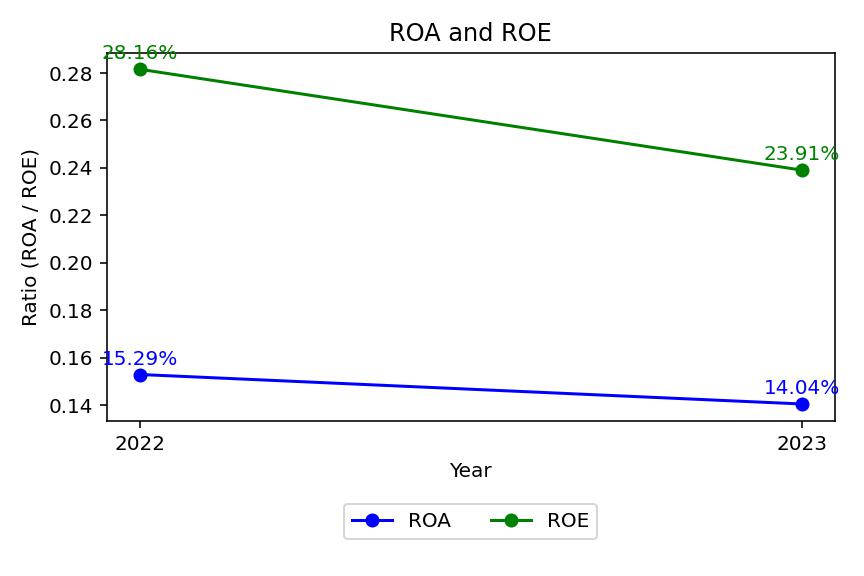 ROA and ROE
28.16%
0.28
0.26
0.24
23.91%
0.22
0.20
0.18
0.16
15.29%
0.14
14.04%
Ratio (ROA / ROE)
2022
2023
Year
ROA
ROE